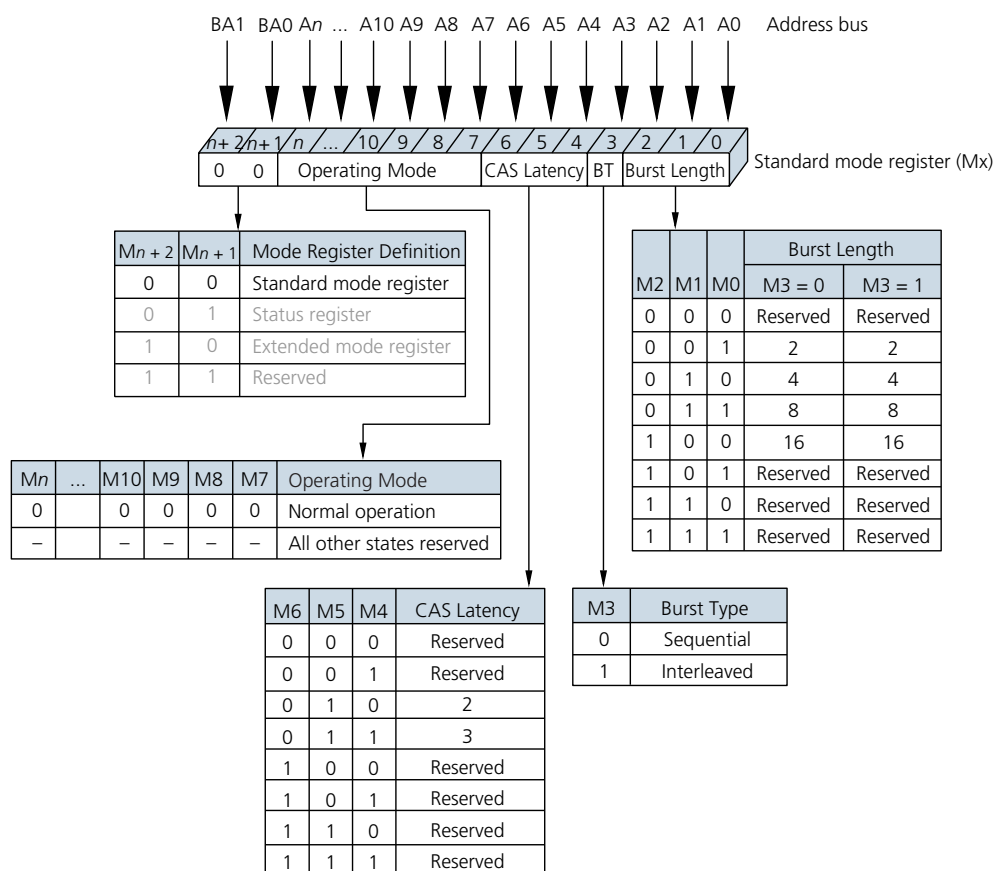 BA1 BA0 An ... A10 A9 A8 A7 A6 A5 A4 A3 A2 A1 A0 Address bus
n + 2 n + 1 n ... 10 9 8 7 6 5 4 3 2 1 0
Standard mode register (Mx)
0 0 Operating Mode CAS Latency BT Burst Length
Mn + 2 Mn + 1 Mode Register Definition
0 0 Standard mode register
0 1 Status register
1 0 Extended mode register
1 1 Reserved
Burst Length
M2 M1 M0 M3 = 0 M3 = 1
0 0 0 Reserved Reserved
0 0 1 2 2
0 1 0 4 4
0 1 1 8 8
1 0 0 16 16
1 0 1 Reserved Reserved
1 1 0 Reserved Reserved
1 1 1 Reserved Reserved
Mn ... M10 M9 M8 M7 Operating Mode
0 0 0 0 0 Normal operation
– – – – – All other states reserved
M6 M5 M4 CAS Latency
0 0 0 Reserved
0 0 1 Reserved
0 1 0 2
0 1 1 3
1 0 0 Reserved
1 0 1 Reserved
1 1 0 Reserved
1 1 1 Reserved
M3 Burst Type
0 Sequential
1 Interleaved